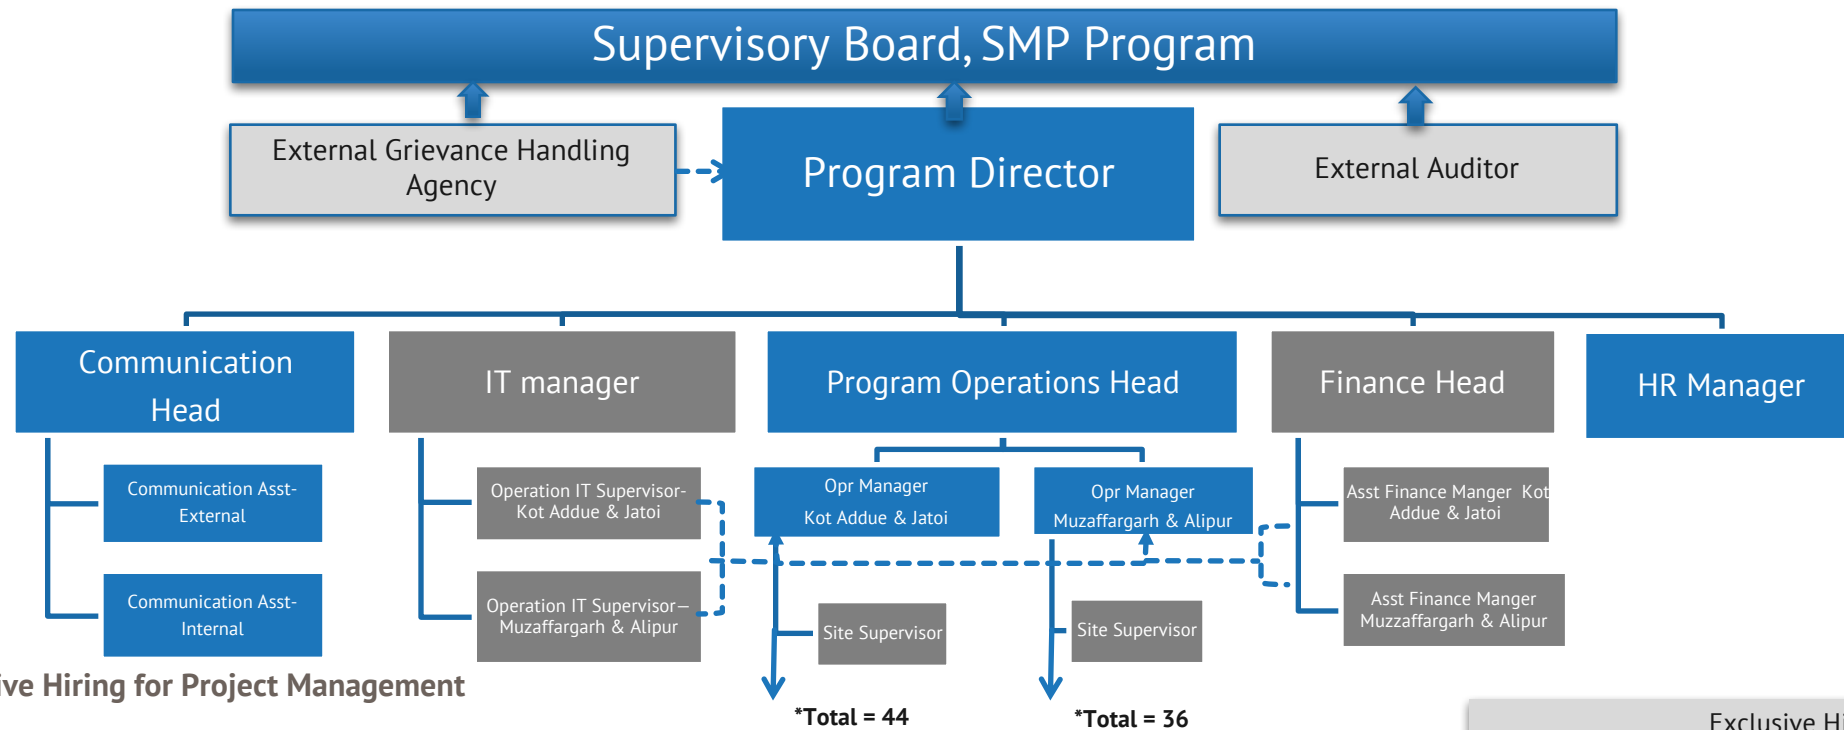 Supervisory Board, SMP Program
External Grievance Handling
Agency
Program Director
External Auditor
Communication
Head
IT manager
Program Operations Head
Finance Head
HR Manager
Communication Asst-
External
Communication Asst-
Internal
Operation IT Supervisor-
Kot Addue & Jatoi
Operation IT Supervisor–
Muzaffargarh & Alipur
Opr Manager
Kot Addue & Jatoi
Opr Manager
Muzaffargarh & Alipur
Site Supervisor
Site Supervisor
*Total = 44
*Total = 36
Asst Finance Manger Kot
Addue & Jatoi
Asst Finance Manger
Muzzaffargarh & Alipur
ive Hiring for Project Management
Exclusive Hi